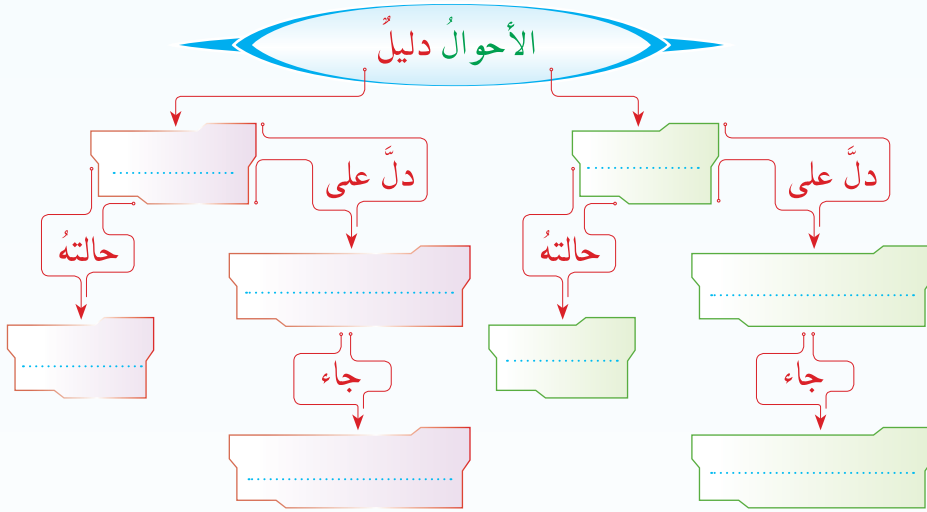 الأحوالُ دليلٌ
دلَّ على
دلَّ على
حالتهُ
حالتهُ
جاء
جاء